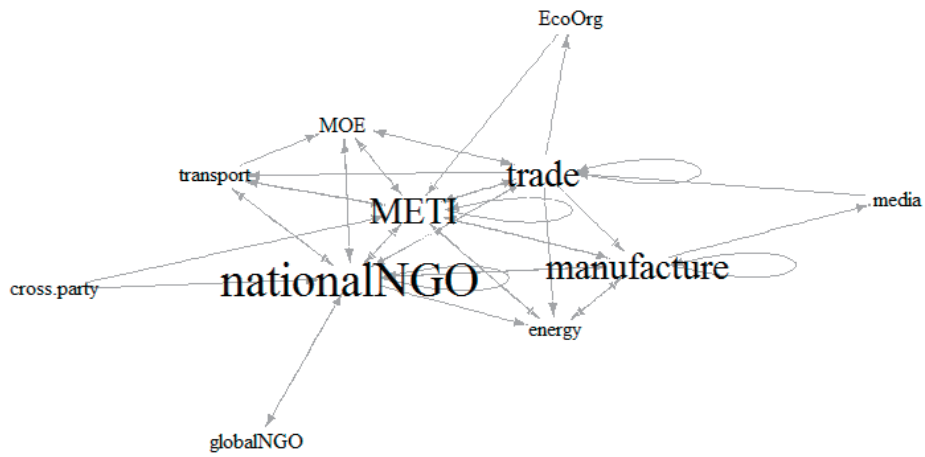 EcoOrg
MOE
transport
trade
METI
media
nationalNGO
manufacture
cross.party
energy
globalNGO